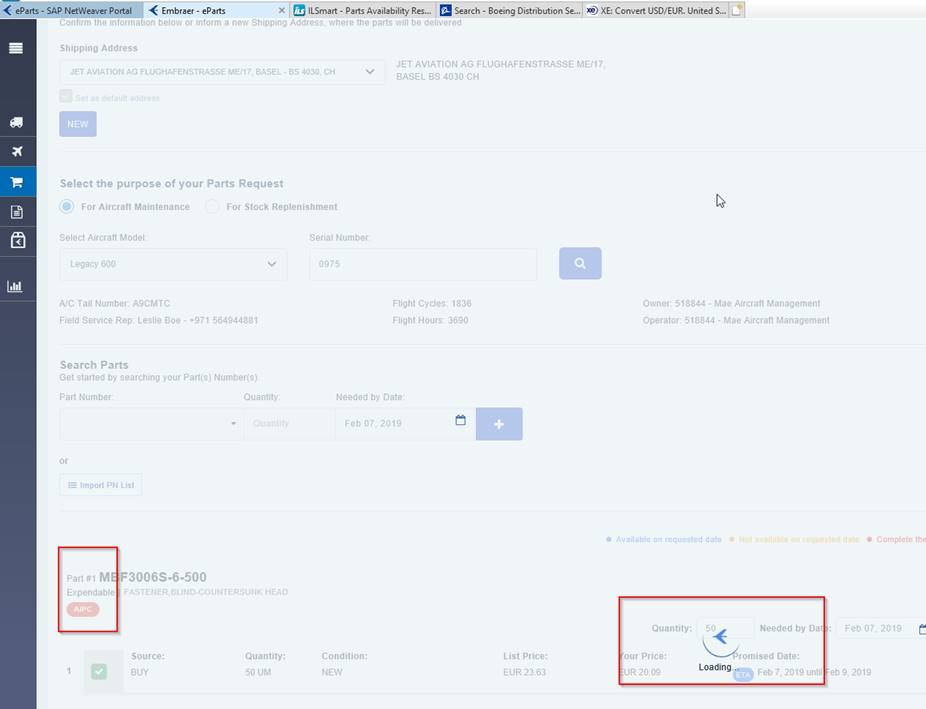 eParts - SAP NetWeaver Portal
Embraer - eParts
ILSmart - Parts Availability Res...
Search - Boeing Distribution Se...
XE: Convert USD/EUR. United S...
Confirm the information below or inform a new Shipping Address, where the parts will be delivered
Shipping Address
JET AVIATION AG FLUGHAFENSTRASSE ME/17, BASEL - BS 4030, CH
JET AVIATION AG FLUGHAFENSTRASSE ME/17,
BASEL BS 4030 CH
Set as default address
NEW
Select the purpose of your Parts Request
For Aircraft Maintenance
For Stock Replenishment
Select Aircraft Model:
Serial Number:
Legacy 600
0975
A/C Tail Number: A9CMTC
Flight Cycles: 1836
Owner: 518844 - Mae Aircraft Management
Field Service Rep: Leslie Boe - +971 564944881
Flight Hours: 3690
Operator: 518844 - Mae Aircraft Management
Search Parts
Get started by searching your Part(s) Number(s).
Part Number:
Quantity:
Needed by Date:
Quantity
Feb 07, 2019
or
Import PN List
Available on requested date
Not available on requested date
Complete the
Part #1 MBF3006S-6-500
Expendable | FASTENER,BLIND-COUNTERSUNK HEAD
AIPC
Quantity: 50
Needed by Date: Feb 07, 2019
Source:
Quantity:
Condition:
List Price:
Your Price:
Promised Date:
Loading...
1
BUY
50 UM
NEW
EUR 23.63
EUR 20.09
ETA
Feb 7, 2019 until Feb 9, 2019